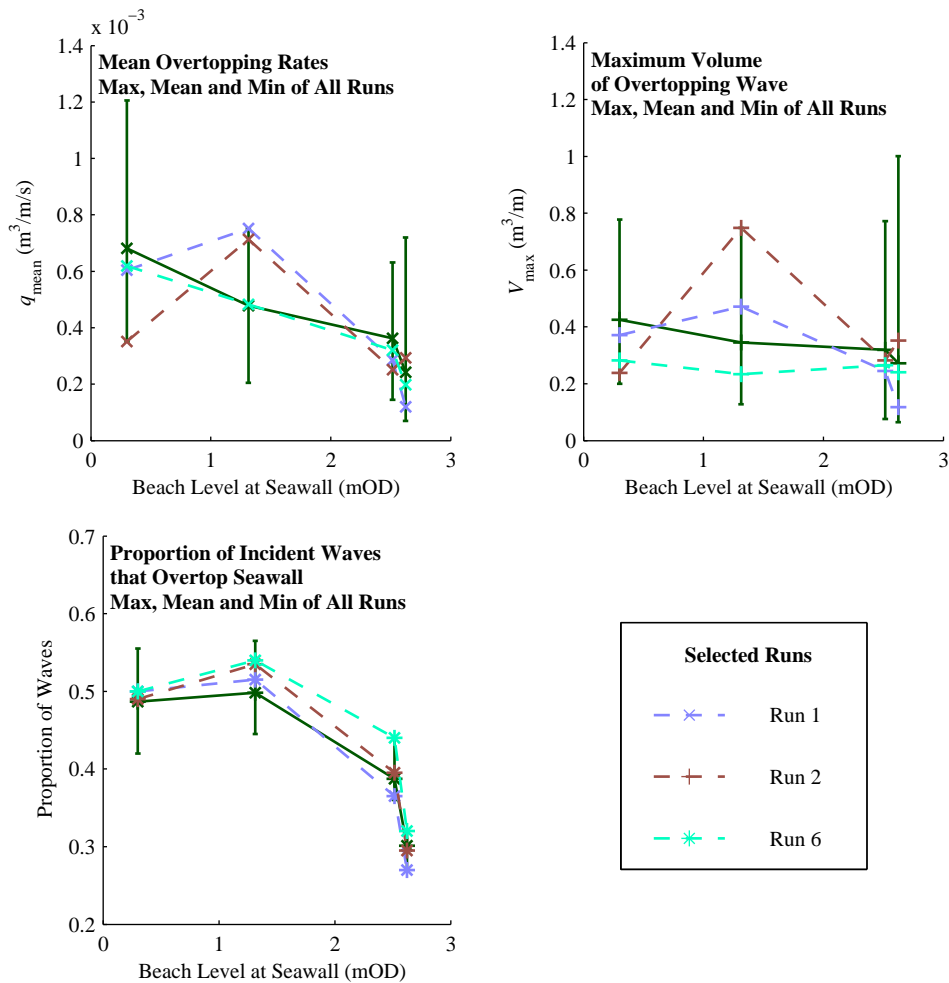 x 10⁻³
1.4
1.2
1
0.8
0.6
0.4
0.2
0
Mean Overtopping Rates
Max, Mean and Min of All Runs
q_mean (m³/m/s)
0 1 2 3
Beach Level at Seawall (mOD)
1.4
1.2
1
0.8
0.6
0.4
0.2
0
Maximum Volume
of Overtopping Wave
Max, Mean and Min of All Runs
V_max (m³/m)
0 1 2 3
Beach Level at Seawall (mOD)
0.7
0.6
0.5
0.4
0.3
0.2
Proportion of Incident Waves
that Overtop Seawall
Max, Mean and Min of All Runs
Proportion of Waves
0 1 2 3
Beach Level at Seawall (mOD)
Selected Runs
Run 1
Run 2
Run 6